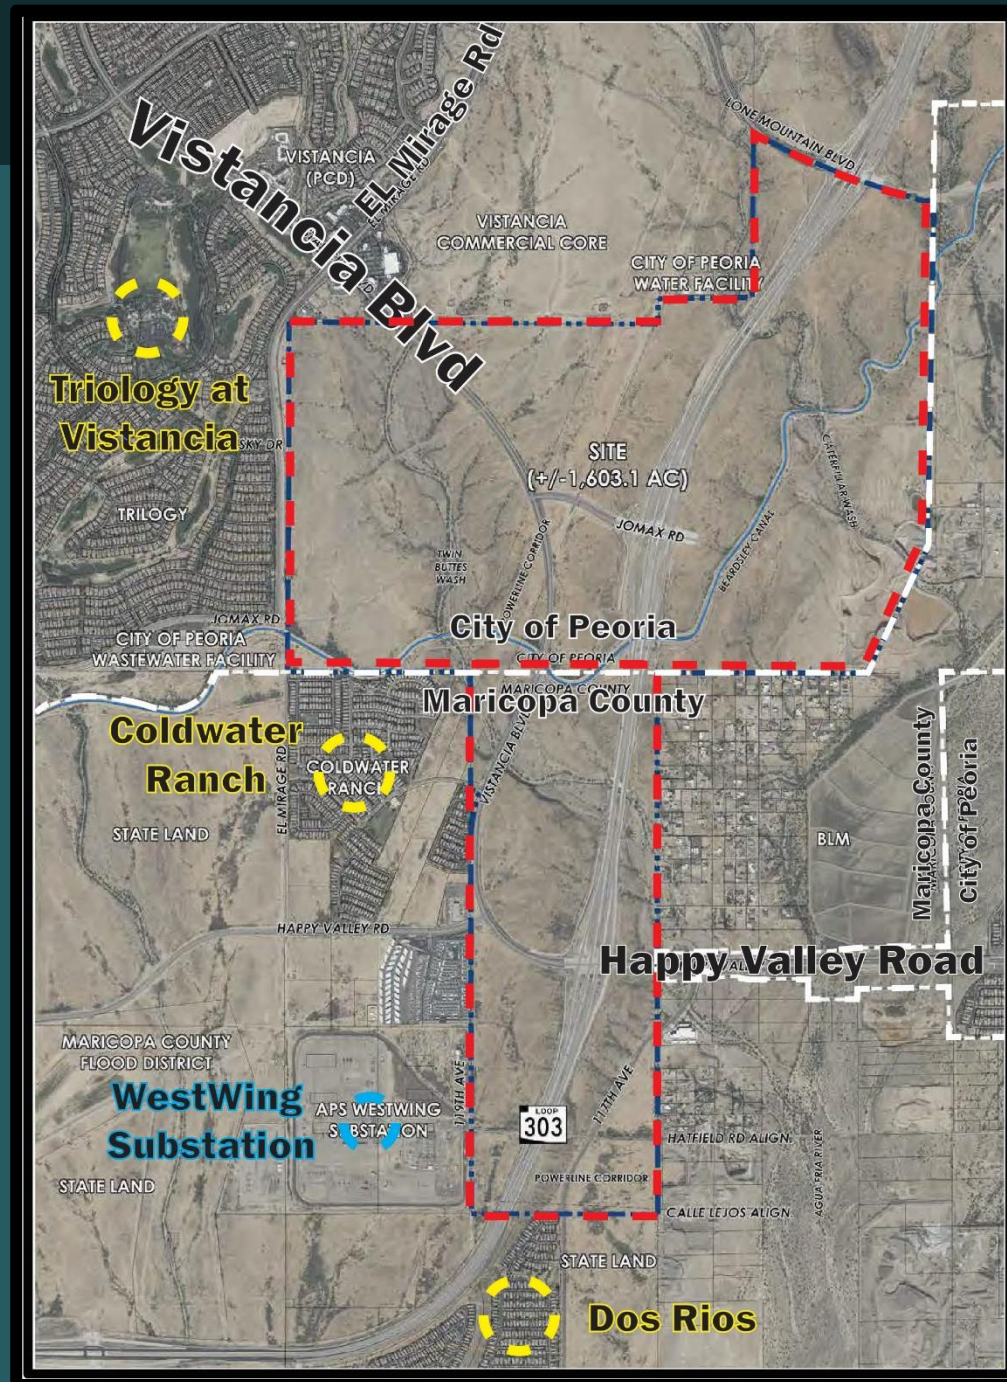 EL Mirage Rd
EL MIRAGE RD
Vistancia Blvd
VISTANCIA
(PCD)
LONE MOUNTAIN BLVD
VISTANCIA
COMMERCIAL CORE
CITY OF PEORIA
WATER FACILITY
Triology at
Vistancia
SKY DR
TRILOGY
SITE
(+/-1,603.1 AC)
JOMAX RD
CATERPILLAR WASH
TWIN
BUTTES
WASH
POWERLINE CORRIDOR
BEARDSLEY CANAL
JOMAX RD
CITY OF PEORIA
WASTEWATER FACILITY
City of Peoria
CITY OF PEORIA
MARICOPA COUNTY
Maricopa County
Coldwater
Ranch
COLDWATER
RANCH
VISTANCIA BLVD
EL MIRAGE RD
STATE LAND
BLM
Maricopa County
City of Peoria
HAPPY VALLEY RD
Happy Valley Road
MARICOPA COUNTY
FLOOD DISTRICT
WestWing
Substation
APS WESTWING
SUBSTATION
119TH AVE
117TH AVE
LOOP
303
HATFIELD RD ALIGN
AGUA FRIA RIVER
POWERLINE CORRIDOR
STATE LAND
CALLE LEJOS ALIGN
STATE LAND
Dos Rios